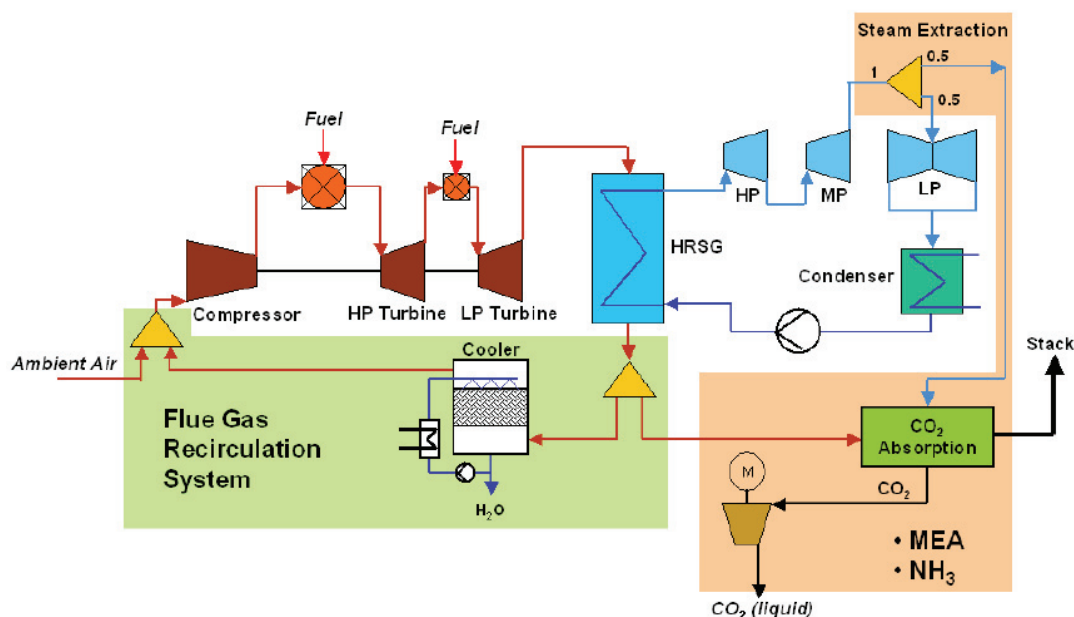 Steam Extraction
0.5
1
0.5
Fuel
Fuel
HP
MP
LP
HRSG
Condenser
Compressor
HP Turbine
LP Turbine
Ambient Air
Cooler
Stack
Flue Gas
Recirculation
System
H₂O
CO₂
Absorption
M
CO₂
• MEA
• NH₃
CO₂ (liquid)